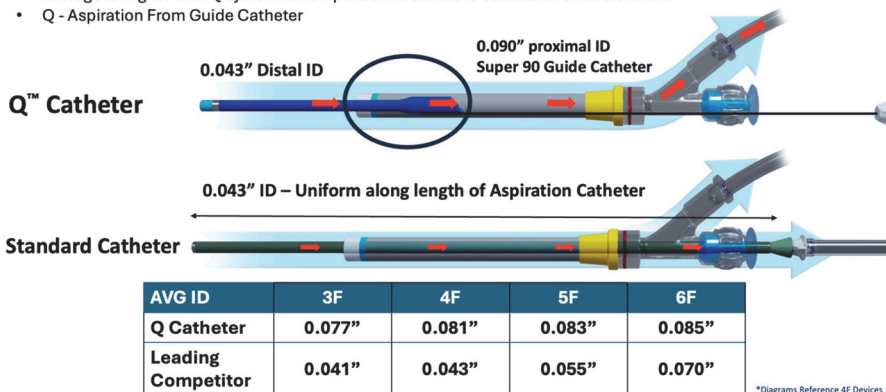 • Q - Aspiration From Guide Catheter
0.090” proximal ID
Super 90 Guide Catheter
0.043” Distal ID
Q™ Catheter
0.043” ID – Uniform along length of Aspiration Catheter
Standard Catheter
AVG ID 3F 4F 5F 6F
Q Catheter 0.077” 0.081” 0.083” 0.085”
Leading
Competitor 0.041” 0.043” 0.055” 0.070”
*Diagrams Reference 4F Devices